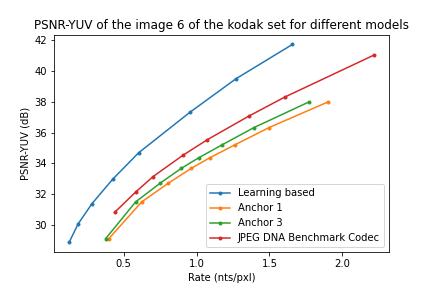 PSNR-YUV of the image 6 of the kodak set for different models
42
40
38
36
34
32
30
PSNR-YUV (dB)
Learning based
Anchor 1
Anchor 3
JPEG DNA Benchmark Codec
0.5 1.0 1.5 2.0
Rate (nts/pxl)